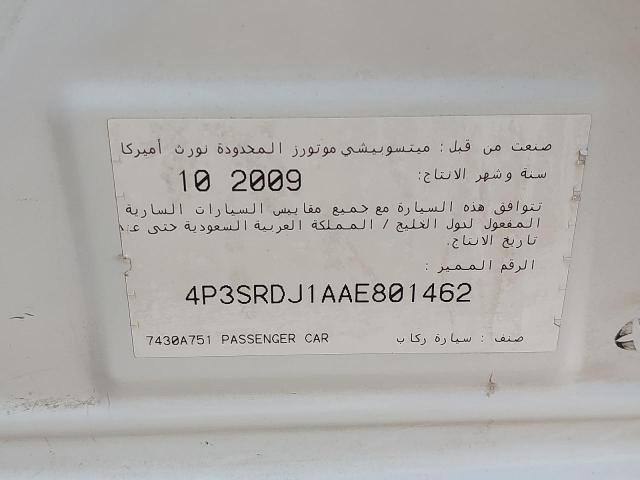 صنعت من قبل: ميتسوبيشي موتورز المحدودة نورث أميركا
سنة وشهر الانتاج: 10 2009
تتوافق هذه السيارة مع جميع مقاييس السيارات السارية
المفعول لدول الخليج / المملكة العربية السعودية حتى
تاريخ الإنتاج.
الرقم المميز :
4P3SRDJ1AAE801462
صنف : سيارة ركاب 7430A751 PASSENGER CAR